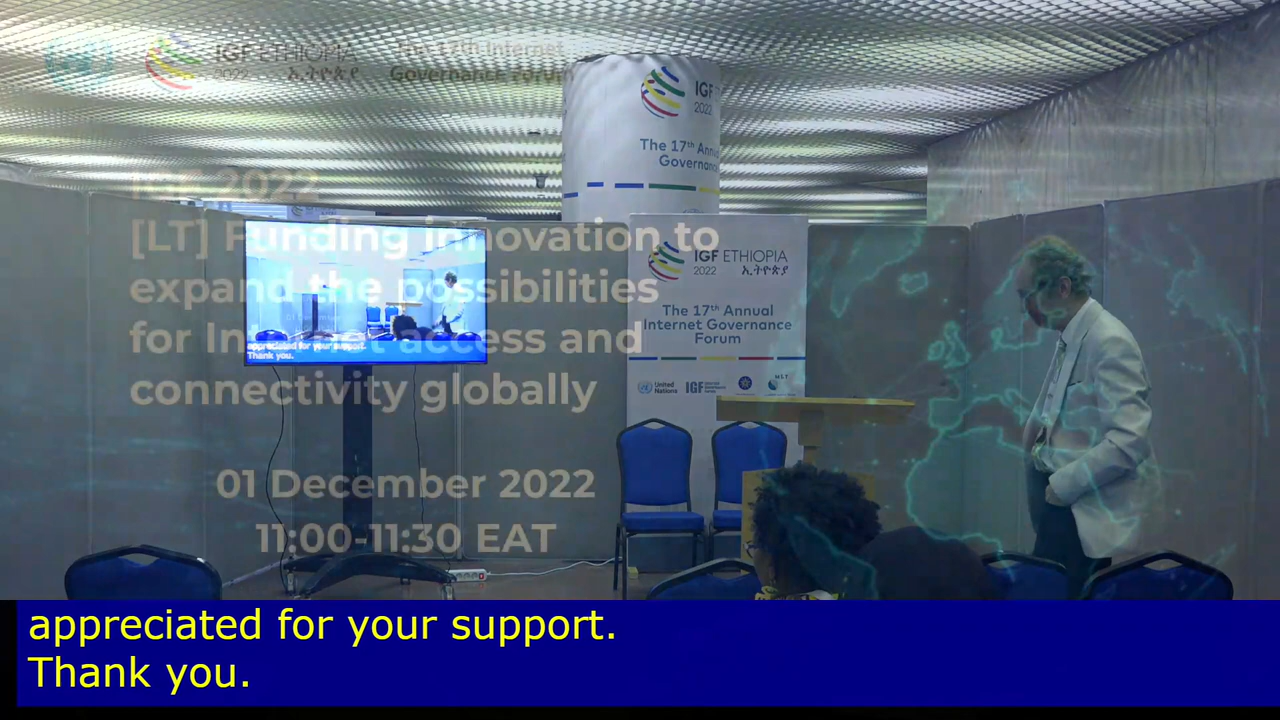 IGF ETHIOPIA
2022 ኢትዮጵያ
The 17th Internet
Governance Forum
IGF 2022
[LT] Funding innovation to
expand the possibilities
for Internet access and
connectivity globally
01 December 2022
11:00-11:30 EAT
IGF
2022
The 17th
Governance
IGF ETHIOPIA
2022 ኢትዮጵያ
The 17th Annual
Internet Governance
Forum
United
Nations
IGF
appreciated for your support.
Thank you.
appreciated for your support.
Thank you.